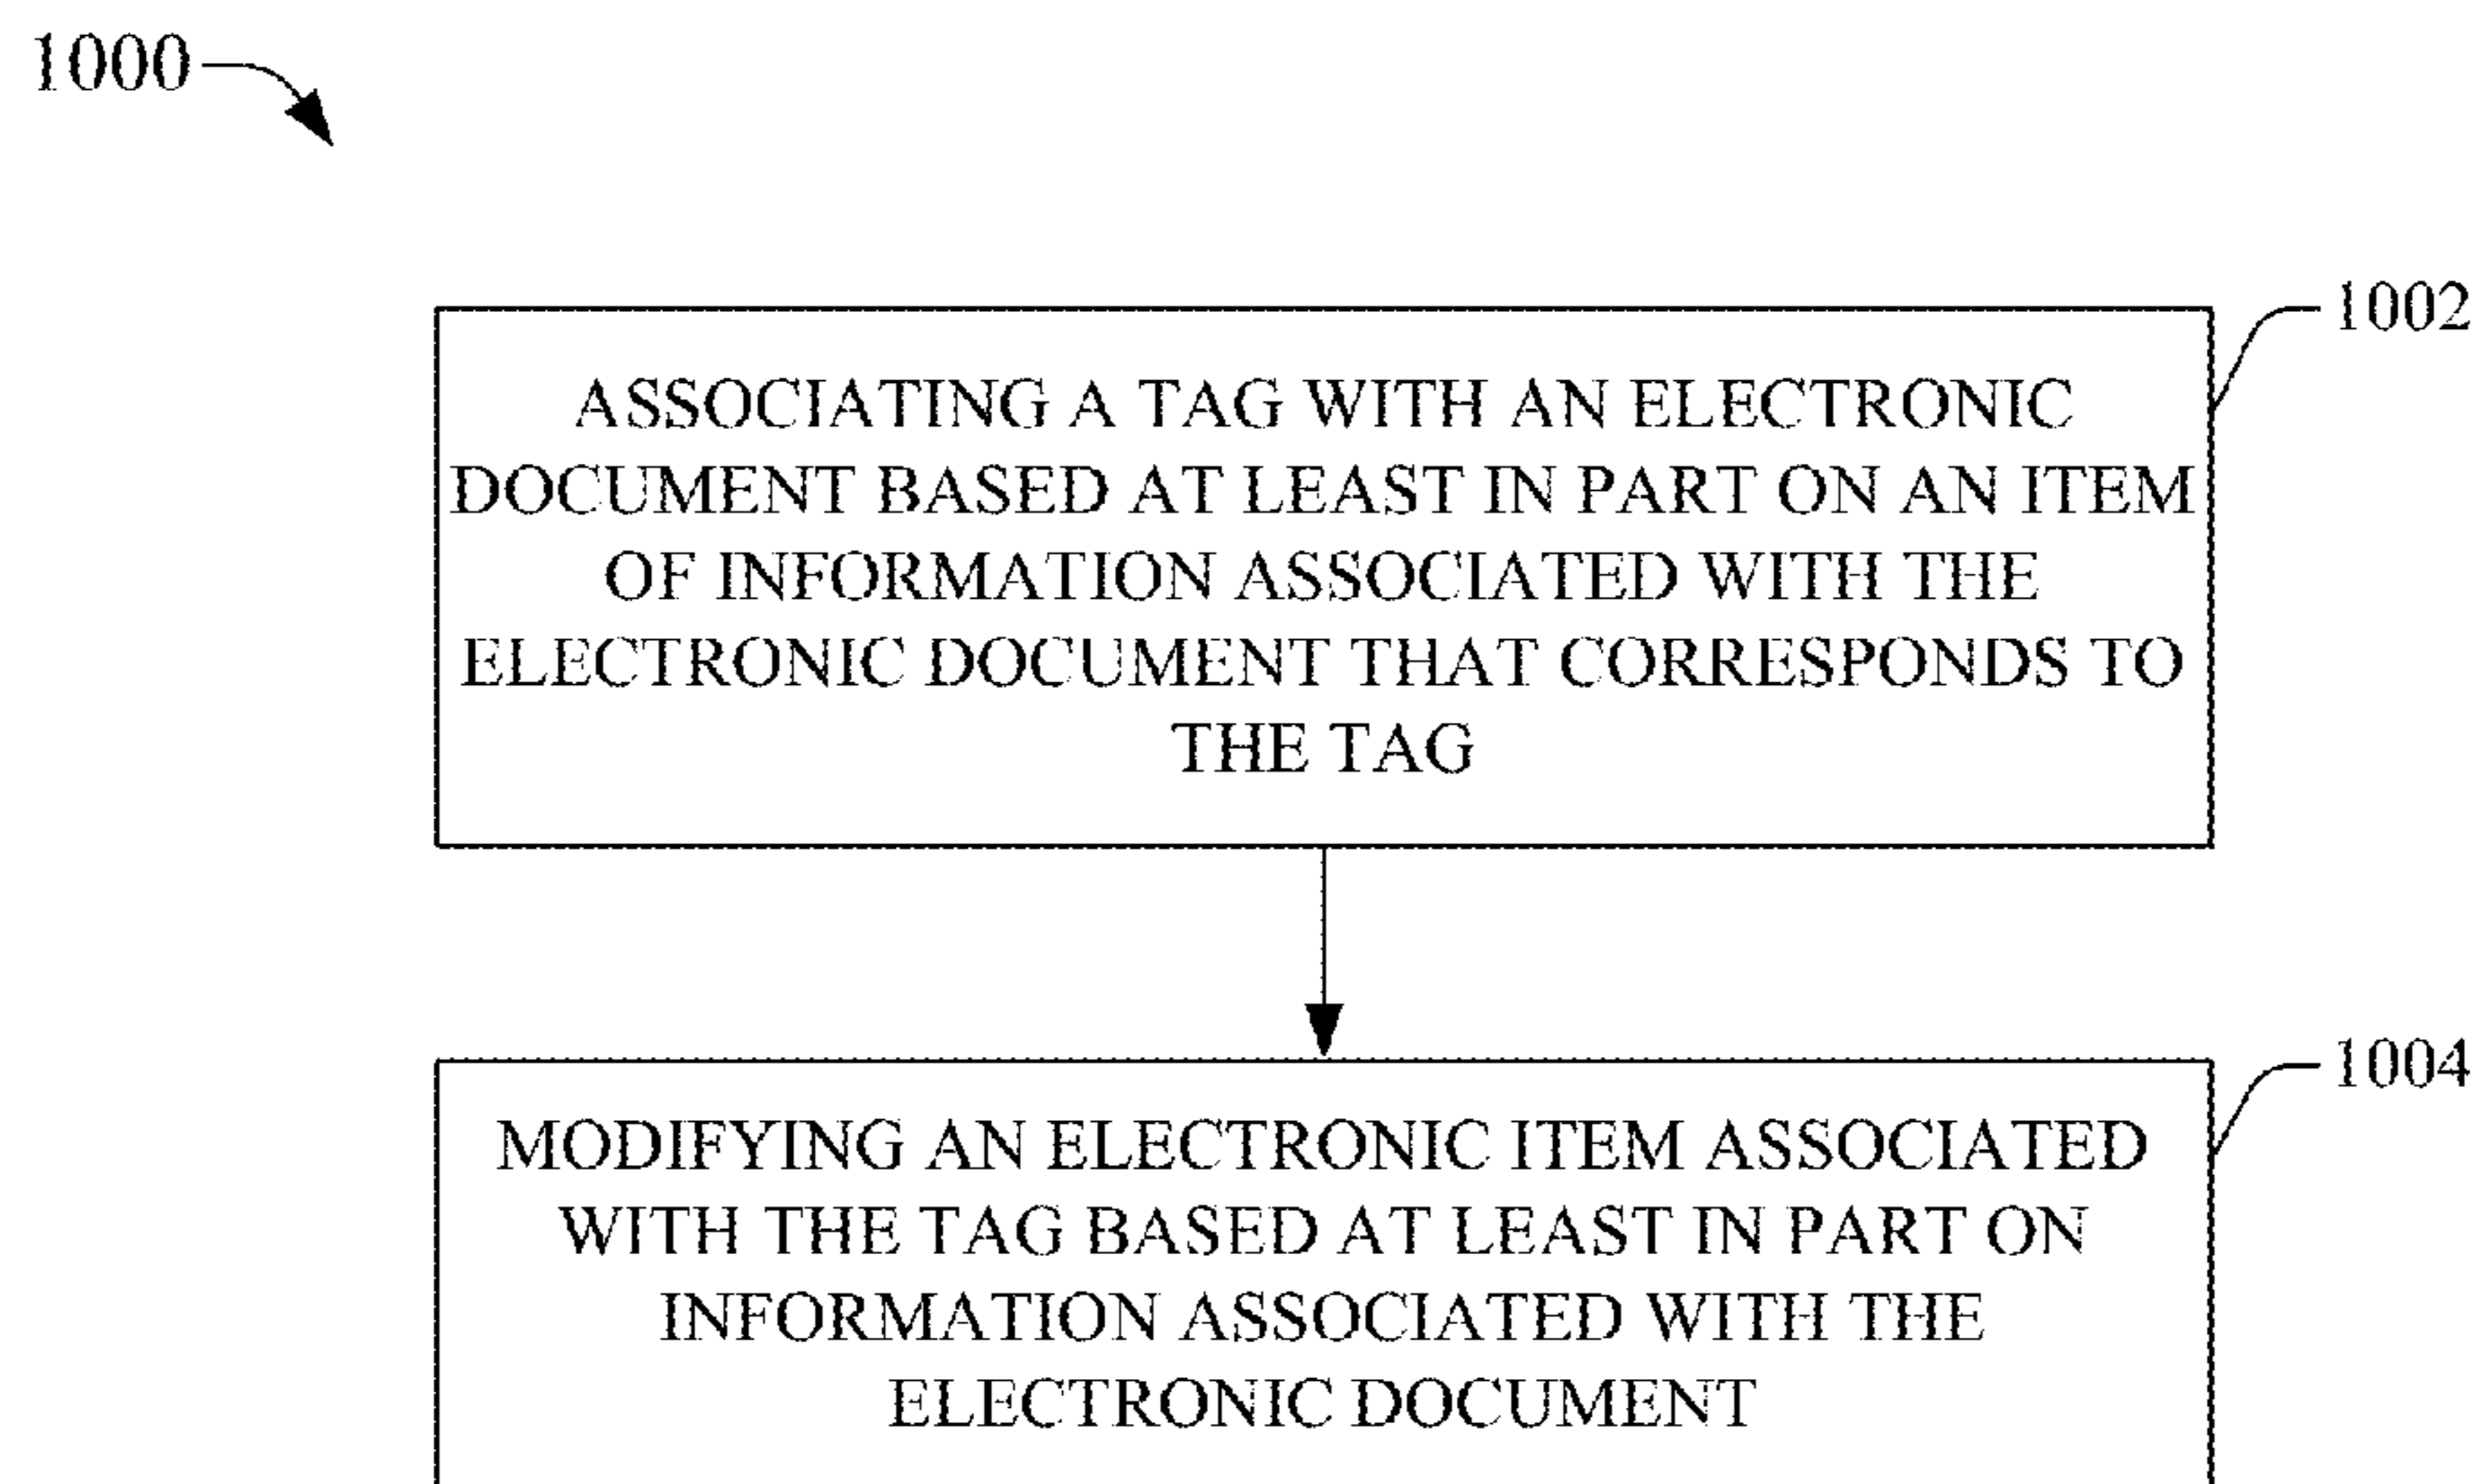 1000
1002
ASSOCIATING A TAG WITH AN ELECTRONIC
DOCUMENT BASED AT LEAST IN PART ON AN ITEM
OF INFORMATION ASSOCIATED WITH THE
ELECTRONIC DOCUMENT THAT CORRESPONDS TO
THE TAG
1004
MODIFYING AN ELECTRONIC ITEM ASSOCIATED
WITH THE TAG BASED AT LEAST IN PART ON
INFORMATION ASSOCIATED WITH THE
ELECTRONIC DOCUMENT